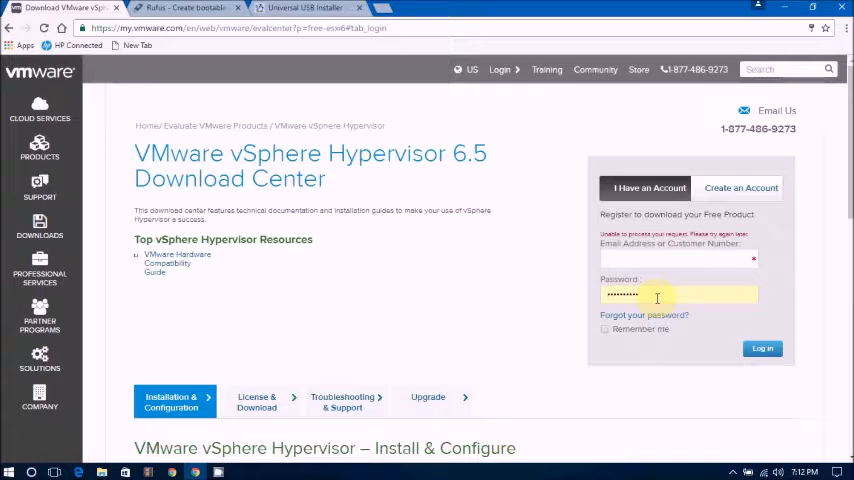 Download VMware vSph
Rufus - Create bootable
Universal USB Installer
https://my.vmware.com/en/web/vmware/evalcenter?p=free-esxi6#tab_login
Apps
HP Connected
New Tab
vmware
US
Login
Training
Community
Store
1-877-486-9273
Search
CLOUD SERVICES
PRODUCTS
SUPPORT
DOWNLOADS
PROFESSIONAL
SERVICES
PARTNER
PROGRAMS
SOLUTIONS
COMPANY
Home/ Evaluate VMware Products / VMware vSphere Hypervisor
Email Us
1-877-486-9273
VMware vSphere Hypervisor 6.5
Download Center
This download center features technical documentation and installation guides to make your use of vSphere
Hypervisor a success.
Top vSphere Hypervisor Resources
VMware Hardware
Compatibility
Guide
I Have an Account
Create an Account
Register to download your Free Product
Unable to process your request. Please try again later.
Email Address or Customer Number:
*
Password :
••••••••••
Forgot your password?
Remember me
Log in
Installation &
Configuration
License &
Download
Troubleshooting
& Support
Upgrade
VMware vSphere Hypervisor – Install & Configure
7:12 PM